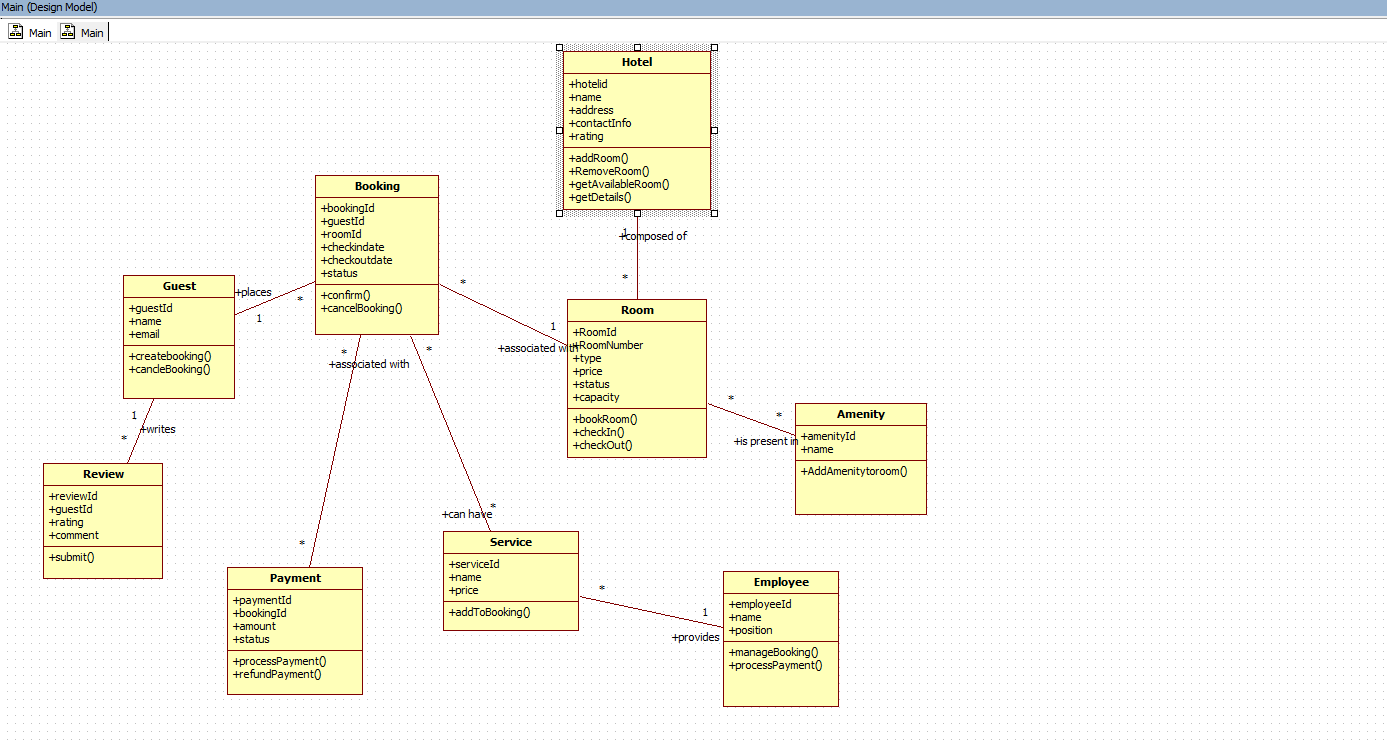 Main (Design Model)
Main Main
Hotel
+hotelid
+name
+address
+contactInfo
+rating
+addRoom()
+RemoveRoom()
+getAvailableRoom()
+getDetails()
1
+composed of
*
Booking
+bookingId
+guestId
+roomId
+checkindate
+checkoutdate
+status
+confirm()
+cancelBooking()
Guest
+guestId
+name
+email
+createbooking()
+cancleBooking()
+places
*
1
*
1
+associated with
Room
+RoomId
+RoomNumber
+type
+price
+status
+capacity
+bookRoom()
+checkIn()
+checkOut()
*
+associated with
*
*
*
+is present in
Amenity
+amenityId
+name
+AddAmenitytoroom()
1
+writes
*
Review
+reviewId
+guestId
+rating
+comment
+submit()
*
+can have
*
Payment
+paymentId
+bookingId
+amount
+status
+processPayment()
+refundPayment()
Service
+serviceId
+name
+price
+addToBooking()
*
1
+provides
Employee
+employeeId
+name
+position
+manageBooking()
+processPayment()